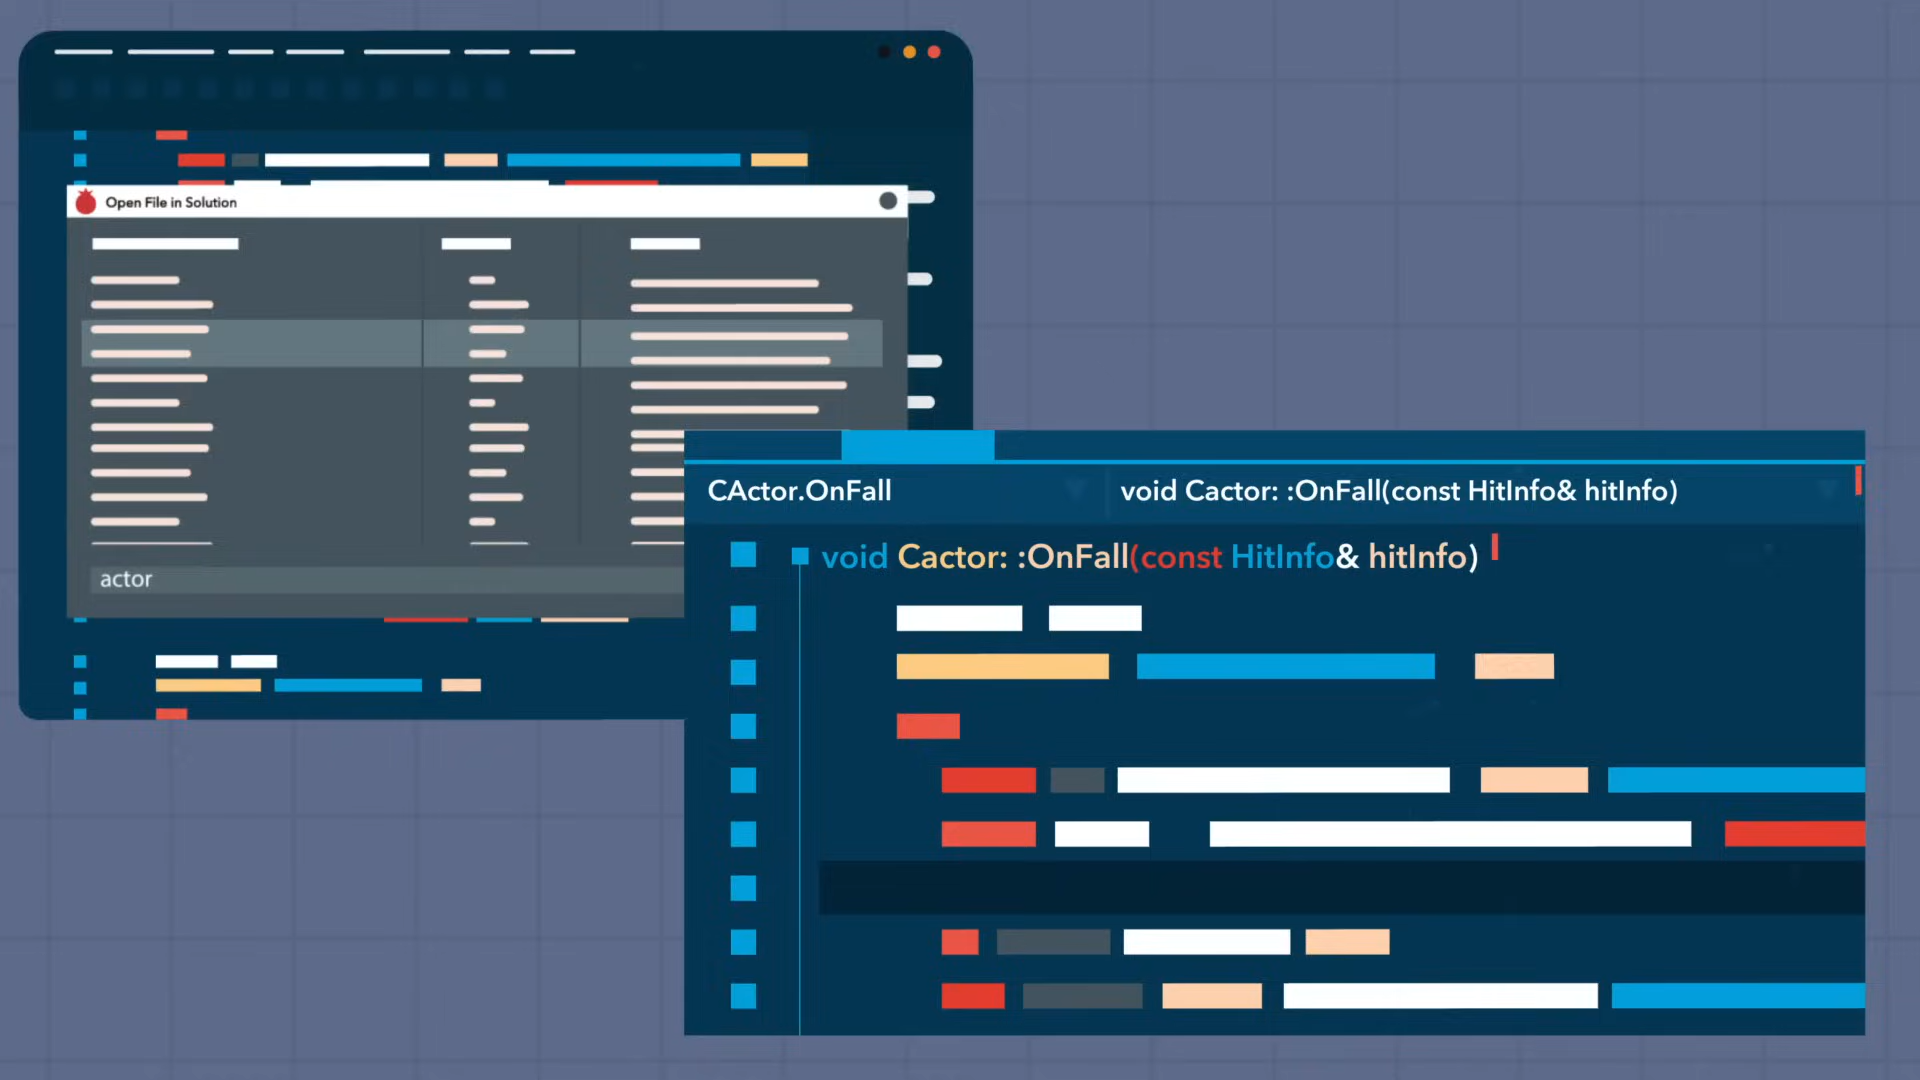 Open File in Solution
actor
CActor.OnFall
void Cactor: :OnFall(const HitInfo& hitInfo)
void Cactor: :OnFall(const HitInfo& hitInfo)